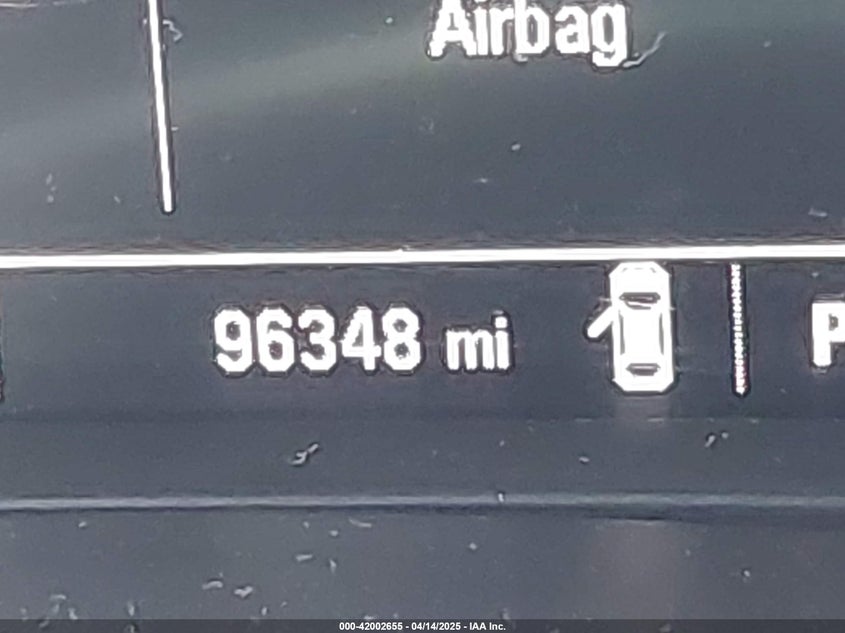 Airbag
96348 mi
P
000-42002655 - 04/14/2025 - IAA Inc.